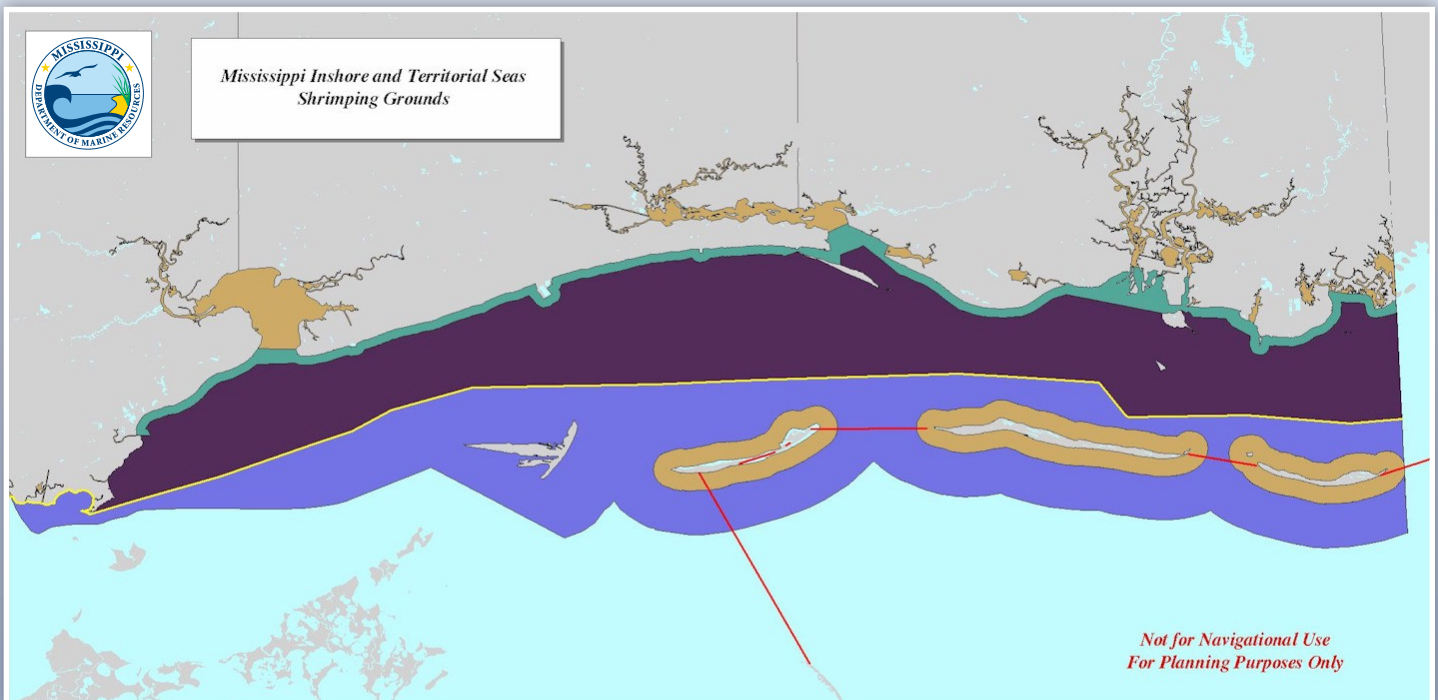 MISSISSIPPI
DEPARTMENT OF MARINE RESOURCES
Mississippi Inshore and Territorial Seas
Shrimping Grounds
Not for Navigational Use
For Planning Purposes Only